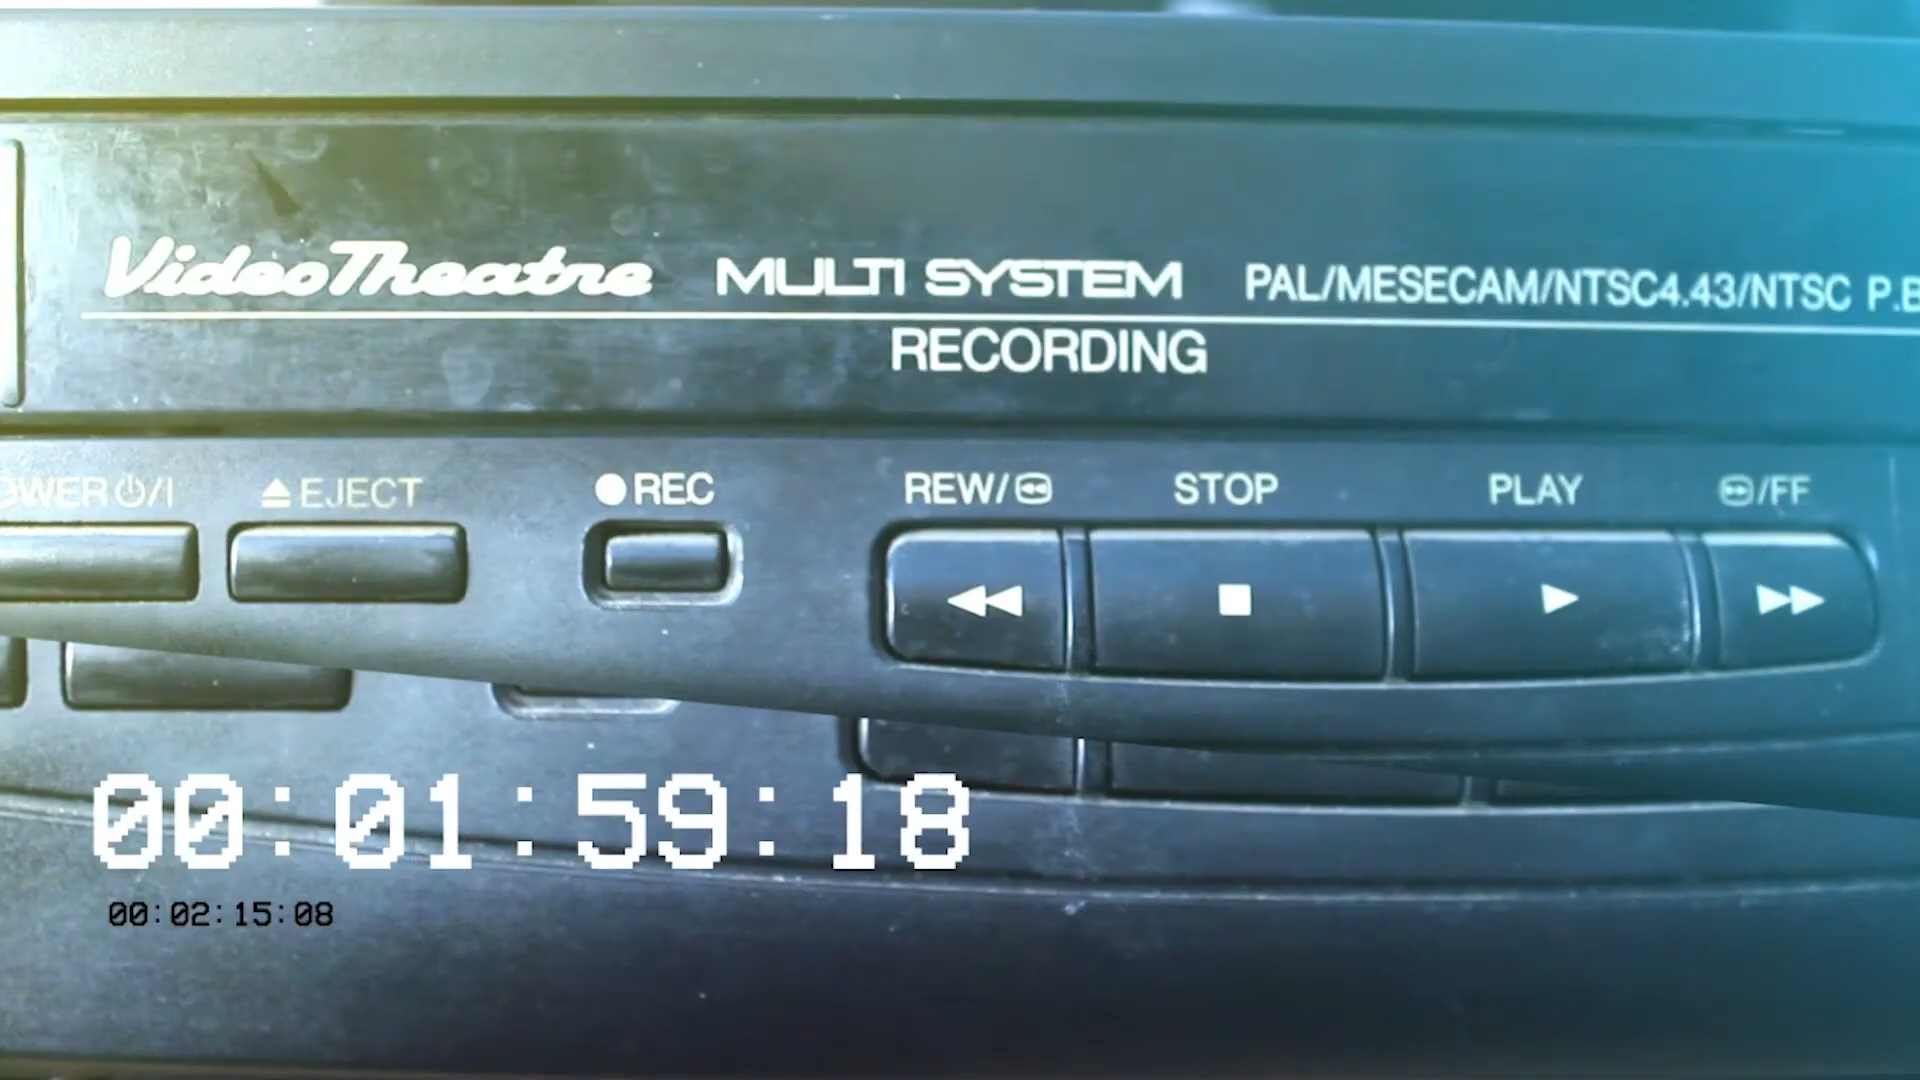 VideoTheatre MULTI SYSTEM PAL/MESECAM/NTSC4.43/NTSC P.B
RECORDING
OWER ⏻/I ⏏ EJECT ● REC REW/ STOP PLAY /FF
00:01:59:18
00:02:15:08